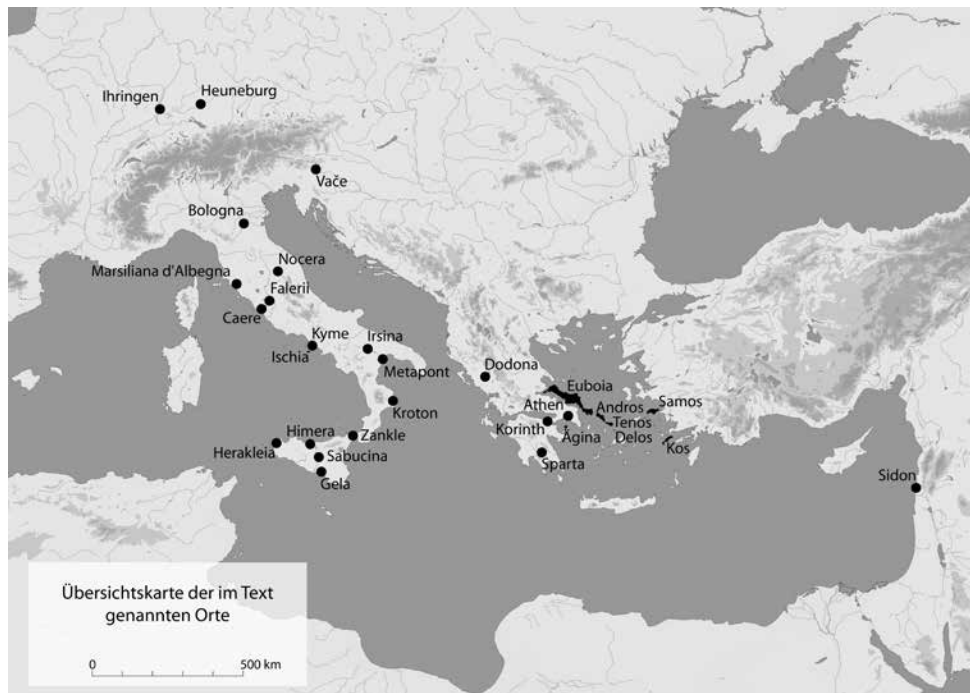 Heuneburg
Ihringen
Vače
Bologna
Nocera
Marsiliana d'Albegna
Falerii
Caere
Kyme
Irsina
Ischia
Metapont
Dodona
Euboia
Kroton
Athen
Andros
Samos
Korinth
Tenos
Ägina
Delos
Kos
Himera
Zankle
Herakleia
Sabucina
Sparta
Gela
Sidon
Übersichtskarte der im Text
genannten Orte
0 500 km